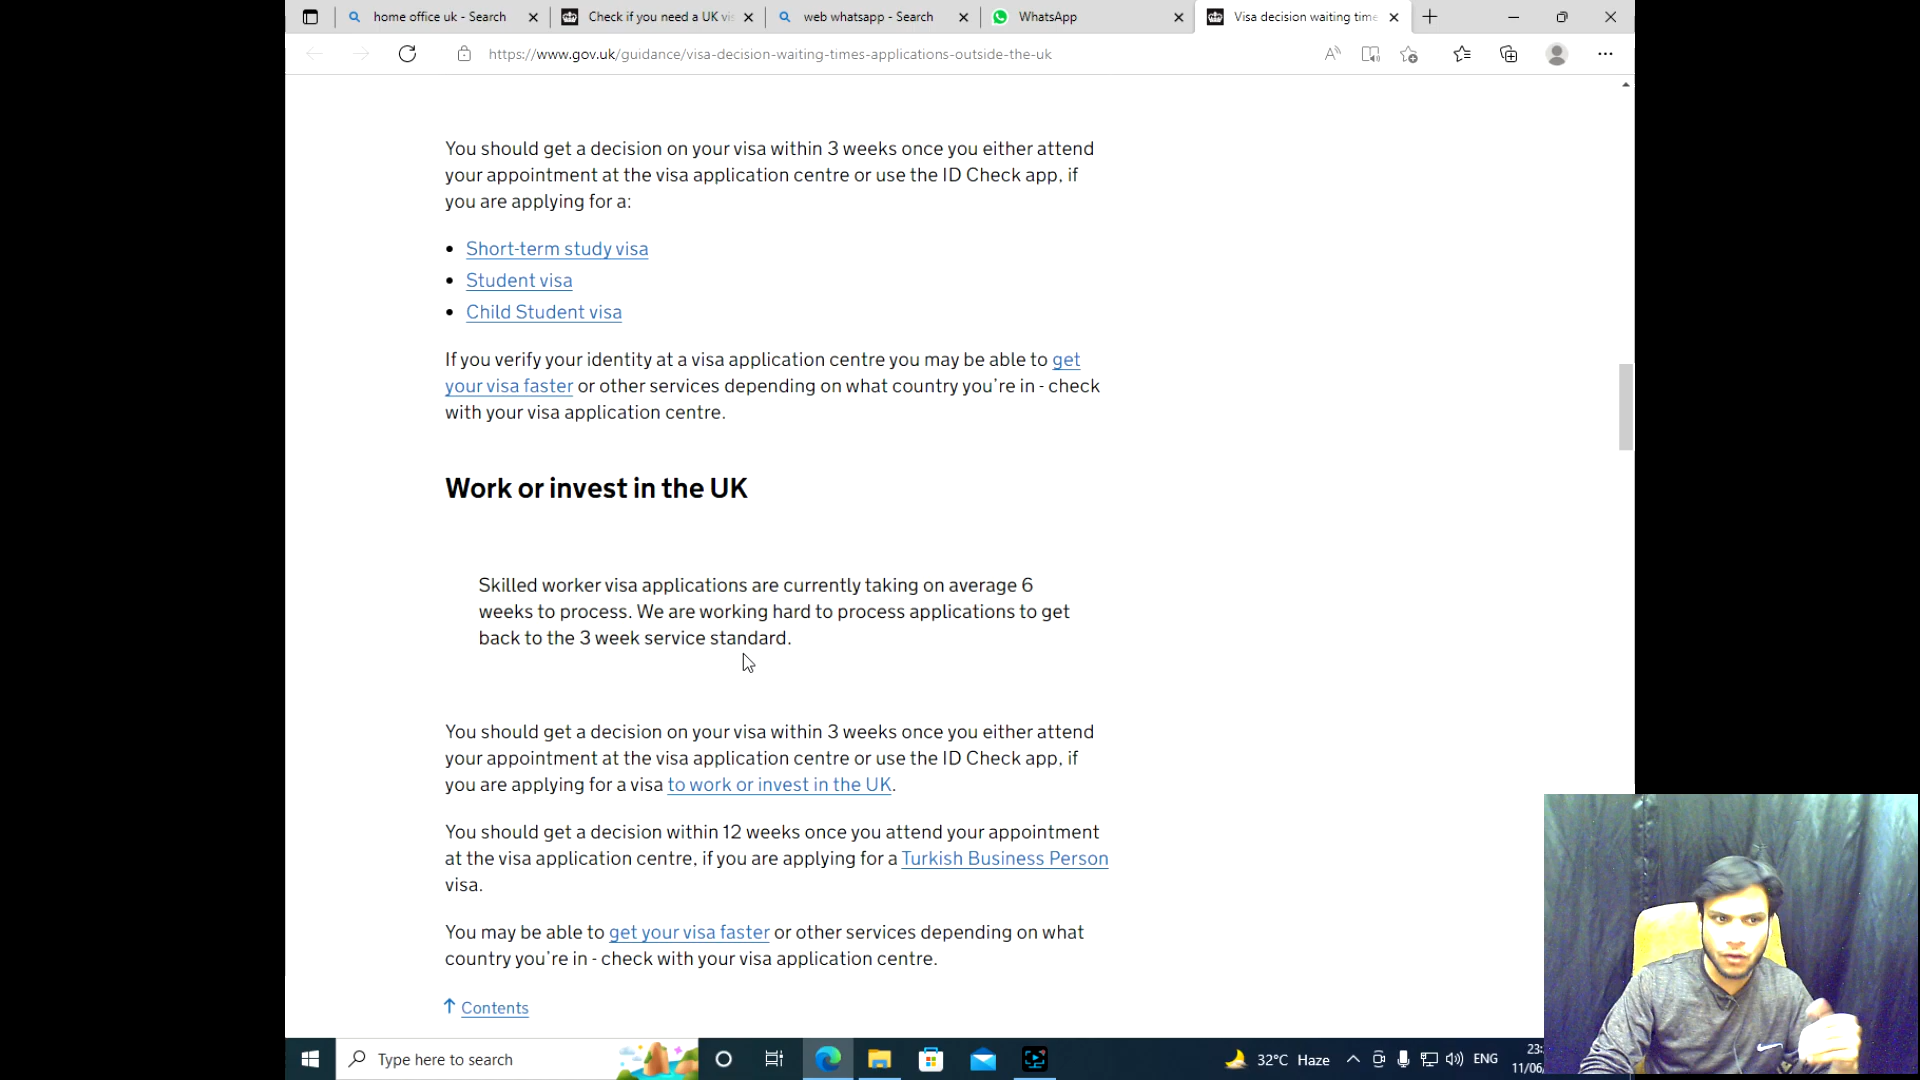 home office uk - Search
Check if you need a UK vis
web whatsapp - Search
WhatsApp
Visa decision waiting time
https://www.gov.uk/guidance/visa-decision-waiting-times-applications-outside-the-uk
You should get a decision on your visa within 3 weeks once you either attend
your appointment at the visa application centre or use the ID Check app, if
you are applying for a:
• Short-term study visa
• Student visa
• Child Student visa
If you verify your identity at a visa application centre you may be able to get
your visa faster or other services depending on what country you're in - check
with your visa application centre.
Work or invest in the UK
Skilled worker visa applications are currently taking on average 6
weeks to process. We are working hard to process applications to get
back to the 3 week service standard.
You should get a decision on your visa within 3 weeks once you either attend
your appointment at the visa application centre or use the ID Check app, if
you are applying for a visa to work or invest in the UK.
You should get a decision within 12 weeks once you attend your appointment
at the visa application centre, if you are applying for a Turkish Business Person
visa.
You may be able to get your visa faster or other services depending on what
country you're in - check with your visa application centre.
↑ Contents
Type here to search
32°C Haze
ENG
23:
11/06/